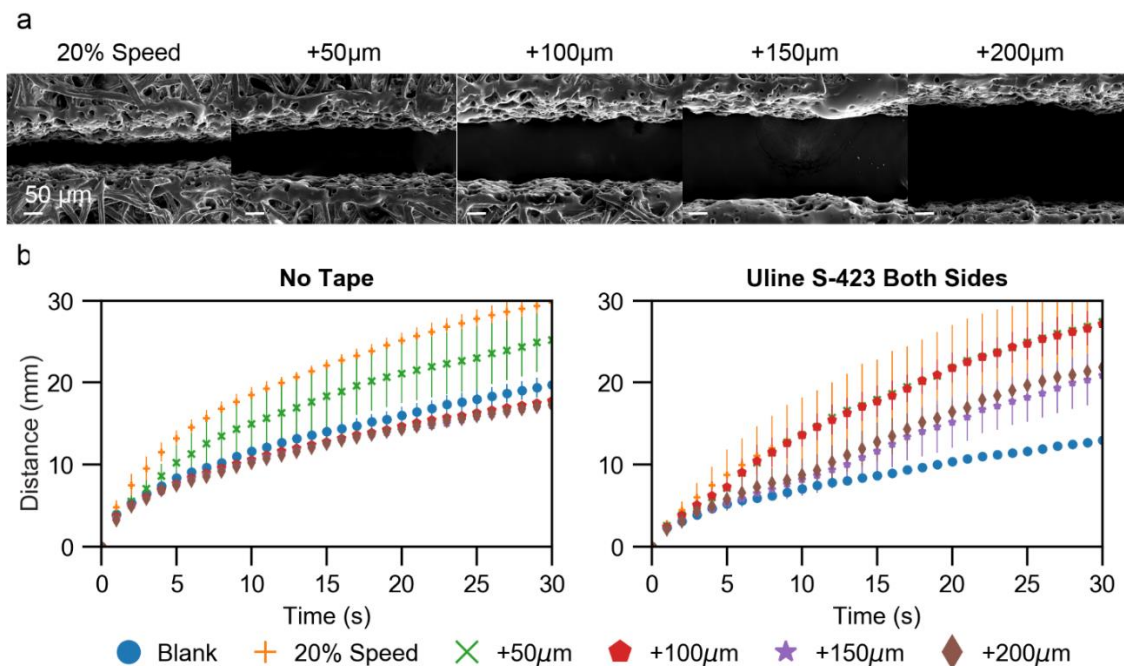 a
20% Speed +50μm +100μm +150μm +200μm
50 μm
b
No Tape Uline S-423 Both Sides
30 30
20 20
10 10
0 0
Distance (mm)
0 5 10 15 20 25 30 0 5 10 15 20 25 30
Time (s) Time (s)
Blank 20% Speed +50μm +100μm +150μm +200μm